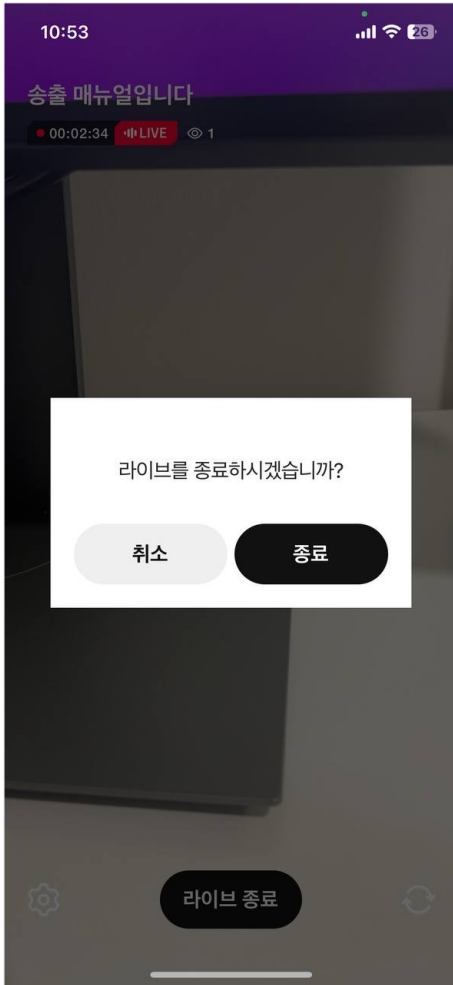 10:53
26
송출 매뉴얼입니다
00:02:34 LIVE 1
라이브를 종료하시겠습니까?
취소 종료
라이브 종료